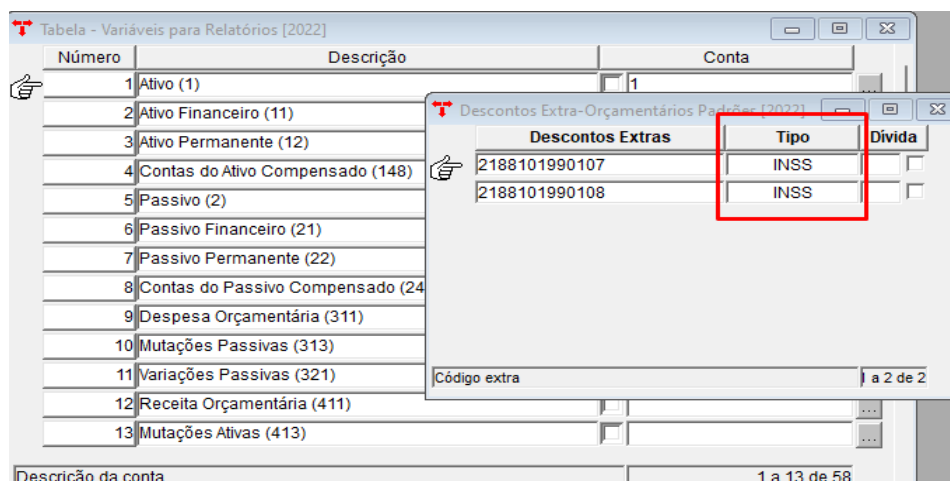 Tabela - Variáveis para Relatórios [2022]
Número Descrição Conta
1 Ativo (1) 1 ...
2 Ativo Financeiro (11)
3 Ativo Permanente (12)
4 Contas do Ativo Compensado (148)
5 Passivo (2)
6 Passivo Financeiro (21)
7 Passivo Permanente (22)
8 Contas do Passivo Compensado (24
9 Despesa Orçamentária (311)
10 Mutações Passivas (313)
11 Variações Passivas (321)
12 Receita Orçamentária (411) ...
13 Mutações Ativas (413) ...
Descrição da conta 1 a 13 de 58
Descontos Extra-Orçamentários Padrões [2022]
Descontos Extras Tipo Dívida
2188101990107 INSS
2188101990108 INSS
Código extra 1 a 2 de 2